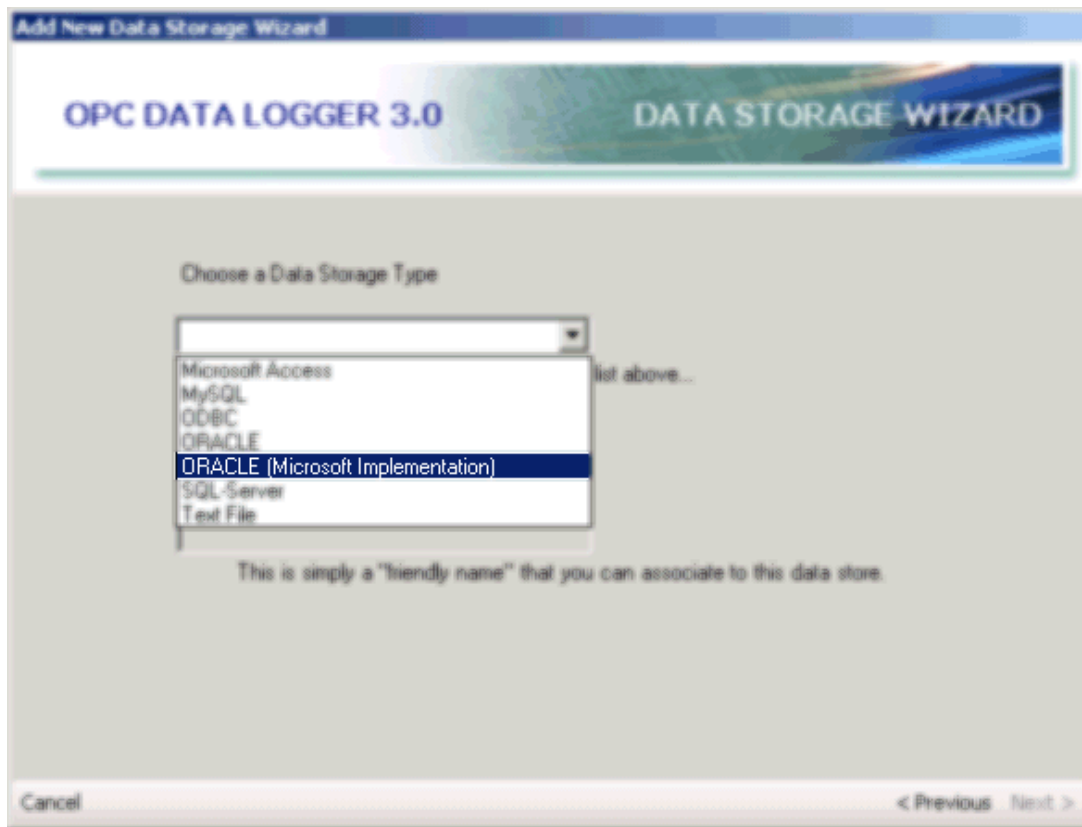 Add New Data Storage Wizard
OPC DATA LOGGER 3.0
DATA STORAGE WIZARD
Choose a Data Storage Type
Microsoft Access
list above...
MySQL
ODBC
ORACLE
ORACLE (Microsoft Implementation)
SQL-Server
Text File
This is simply a "friendly name" that you can associate to this data store.
Cancel
< Previous
Next >